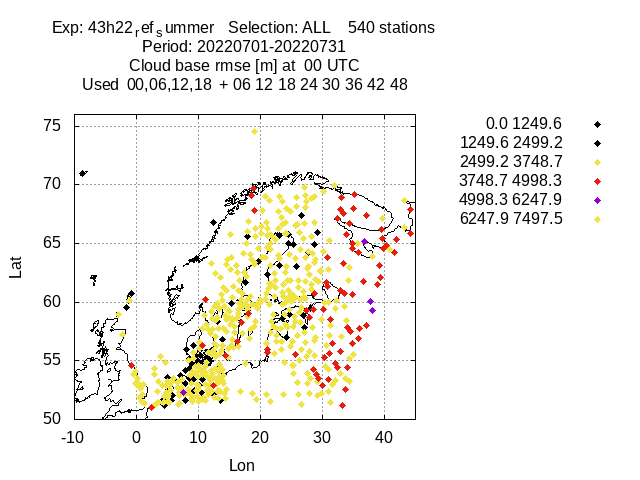 Exp: 43h22refsummer   Selection: ALL    540 stations
Period: 20220701-20220731
Cloud base rmse [m] at  00 UTC
Used  00,06,12,18  + 06 12 18 24 30 36 42 48
0.0 1249.6
1249.6 2499.2
2499.2 3748.7
3748.7 4998.3
4998.3 6247.9
6247.9 7497.5
75
70
65
60
55
50
Lat
-10 0 10 20 30 40
Lon